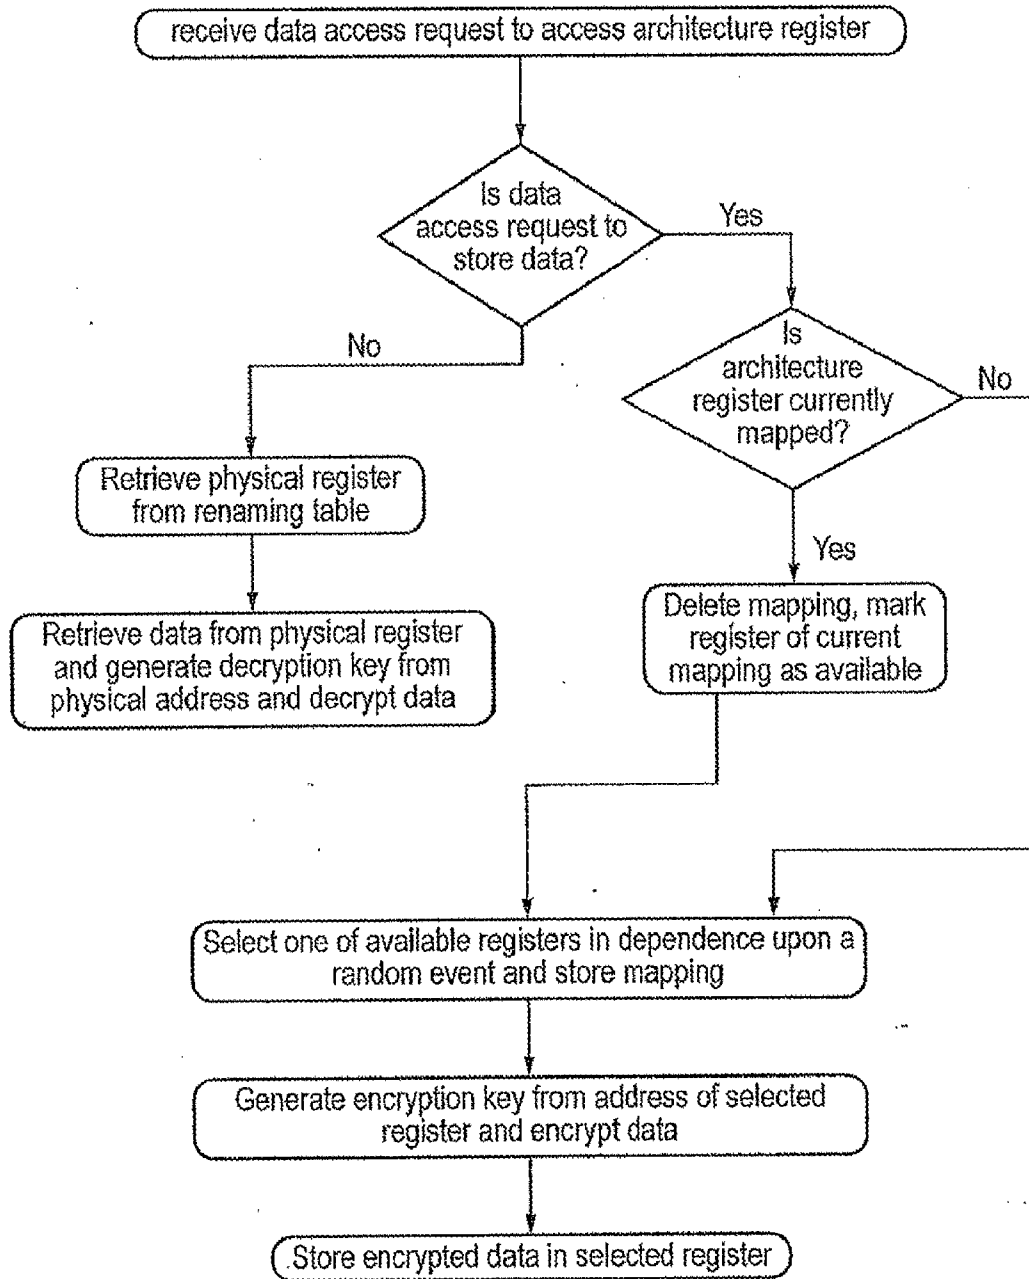 receive data access request to access architecture register
Is data
access request to
store data?
Yes
No
Is
architecture
register currently
mapped?
No
Retrieve physical register
from renaming table
Yes
Retrieve data from physical register
and generate decryption key from
physical address and decrypt data
Delete mapping, mark
register of current
mapping as available
Select one of available registers in dependence upon a
random event and store mapping
Generate encryption key from address of selected
register and encrypt data
Store encrypted data in selected register